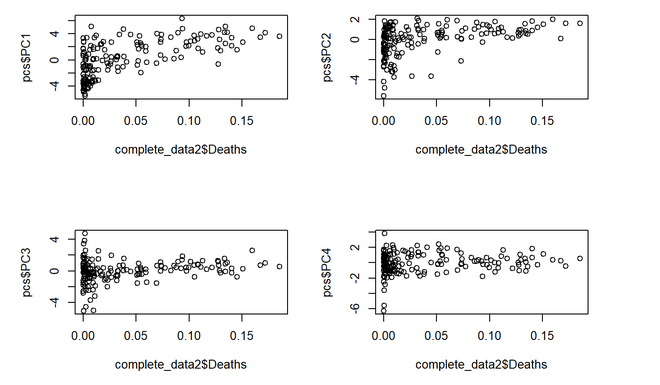 pcs$PC1
4
0
-4
0.00 0.05 0.10 0.15
complete_data2$Deaths
pcs$PC2
2
0
-4
0.00 0.05 0.10 0.15
complete_data2$Deaths
pcs$PC3
4
0
-4
0.00 0.05 0.10 0.15
complete_data2$Deaths
pcs$PC4
2
-2
-6
0.00 0.05 0.10 0.15
complete_data2$Deaths